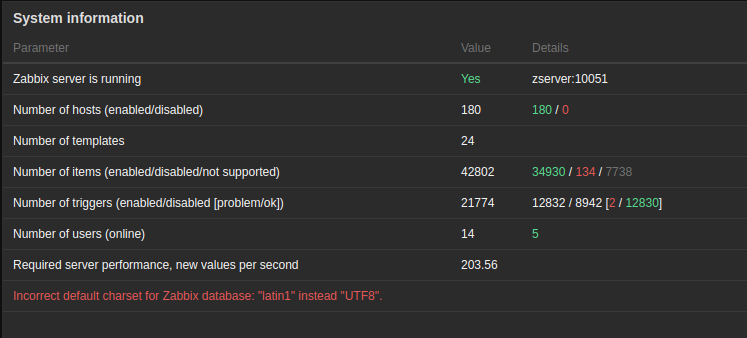 System information
Parameter Value Details
Zabbix server is running Yes zserver:10051
Number of hosts (enabled/disabled) 180 180 / 0
Number of templates 24
Number of items (enabled/disabled/not supported) 42802 34930 / 134 / 7738
Number of triggers (enabled/disabled [problem/ok]) 21774 12832 / 8942 [2 / 12830]
Number of users (online) 14 5
Required server performance, new values per second 203.56
Incorrect default charset for Zabbix database: "latin1" instead "UTF8".